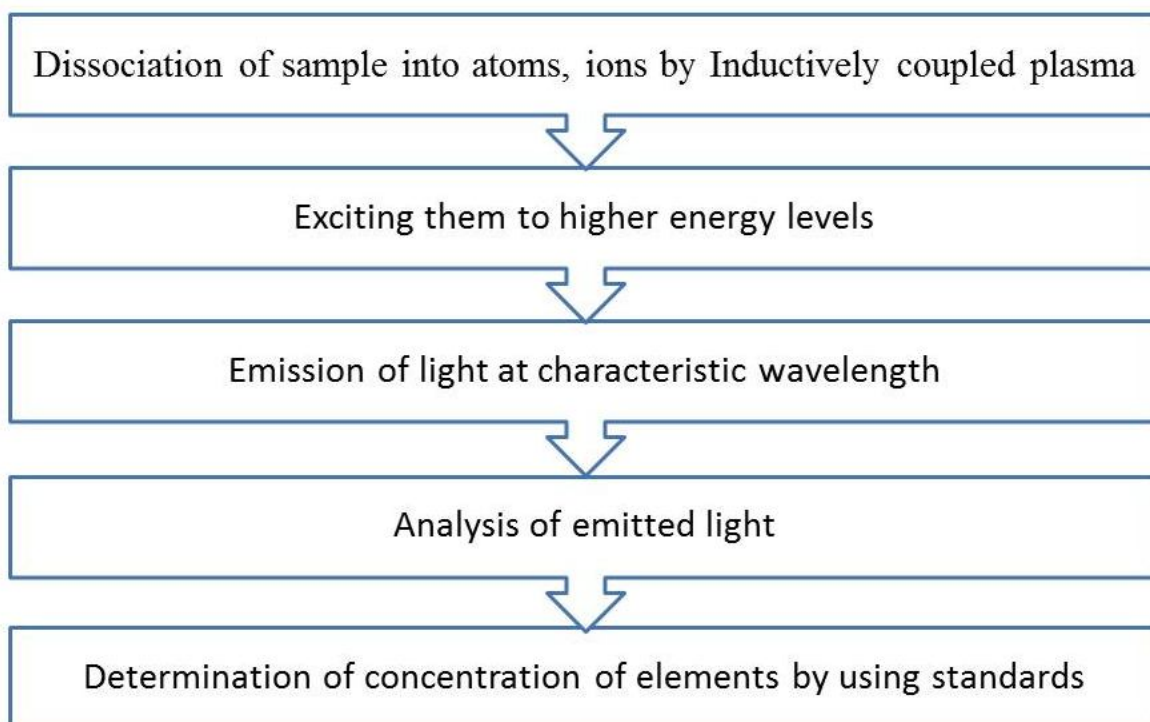 Dissociation of sample into atoms, ions by Inductively coupled plasma
Exciting them to higher energy levels
Emission of light at characteristic wavelength
Analysis of emitted light
Determination of concentration of elements by using standards